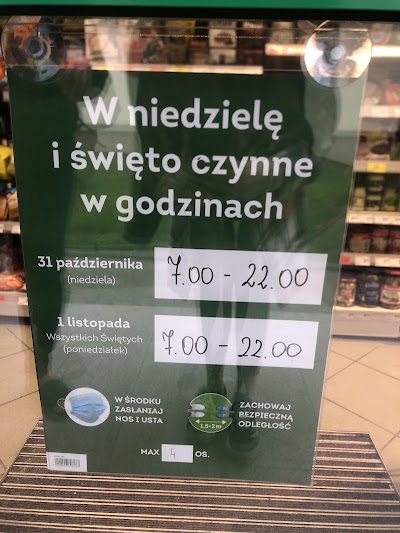 W niedzielę
i święto czynne
w godzinach
31 października
(niedziela)
7.00 - 22.00
1 listopada
Wszystkich Świętych
(poniedziałek)
7.00 - 22.00
W ŚRODKU
ZASŁANIAJ
NOS I USTA
1,5-2 m
ZACHOWAJ
BEZPIECZNĄ
ODLEGŁOŚĆ
MAX 4 OS.